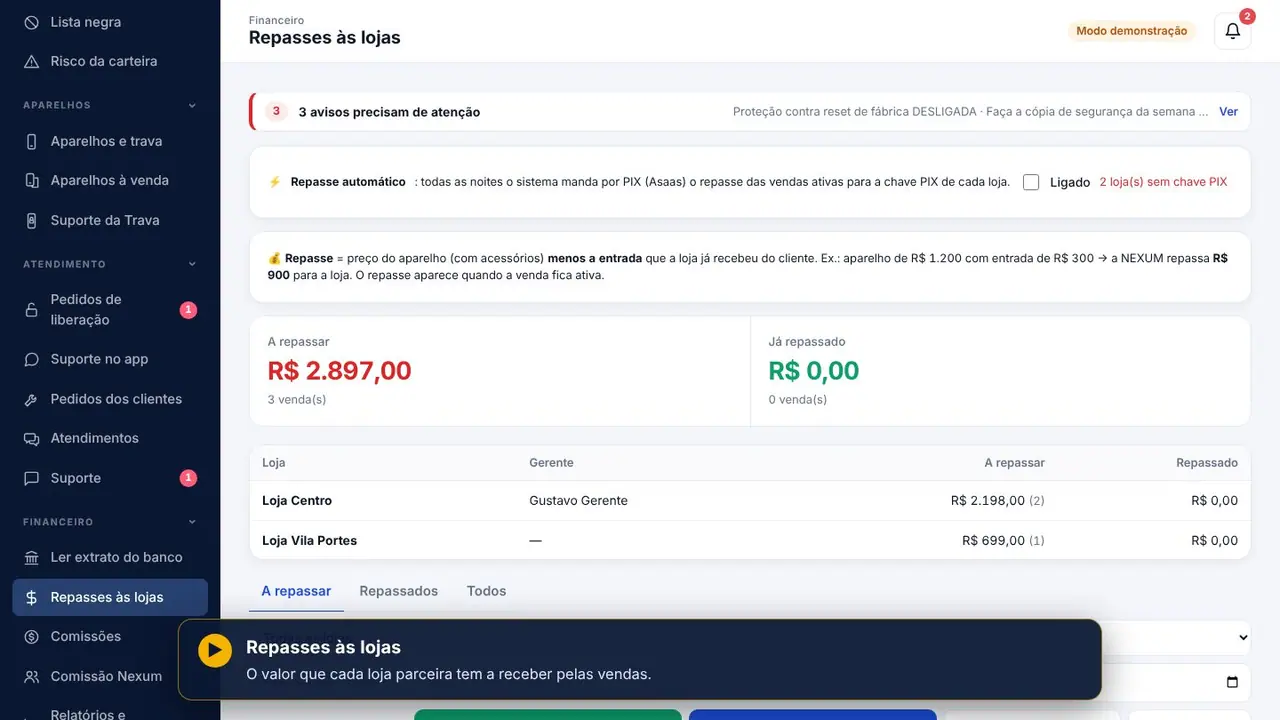 Lista negra
Risco da carteira
APARELHOS
Aparelhos e trava
Aparelhos à venda
Suporte da Trava
ATENDIMENTO
Pedidos de
liberação
1
Suporte no app
Pedidos dos clientes
Atendimentos
Suporte
1
FINANCEIRO
Ler extrato do banco
Repasses às lojas
Comissões
Comissão Nexum
Relatórios e
Financeiro
Repasses às lojas
Modo demonstração
2
3
3 avisos precisam de atenção
Proteção contra reset de fábrica DESLIGADA · Faça a cópia de segurança da semana ...
Ver
Repasse automático : todas as noites o sistema manda por PIX (Asaas) o repasse das vendas ativas para a chave PIX de cada loja.
Ligado
2 loja(s) sem chave PIX
Repasse = preço do aparelho (com acessórios) menos a entrada que a loja já recebeu do cliente. Ex.: aparelho de R$ 1.200 com entrada de R$ 300 → a NEXUM repassa R$
900 para a loja. O repasse aparece quando a venda fica ativa.
A repassar
R$ 2.897,00
3 venda(s)
Já repassado
R$ 0,00
0 venda(s)
Loja Gerente A repassar Repassado
Loja Centro Gustavo Gerente R$ 2.198,00 (2) R$ 0,00
Loja Vila Portes — R$ 699,00 (1) R$ 0,00
A repassar Repassados Todos
Repasses às lojas
O valor que cada loja parceira tem a receber pelas vendas.